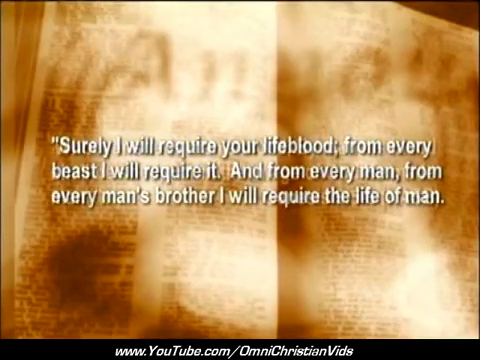 "Surely I will require your lifeblood; from every
beast I will require it. And from every man, from
every man's brother I will require the life of man.
www.YouTube.com/OmniChristianVids